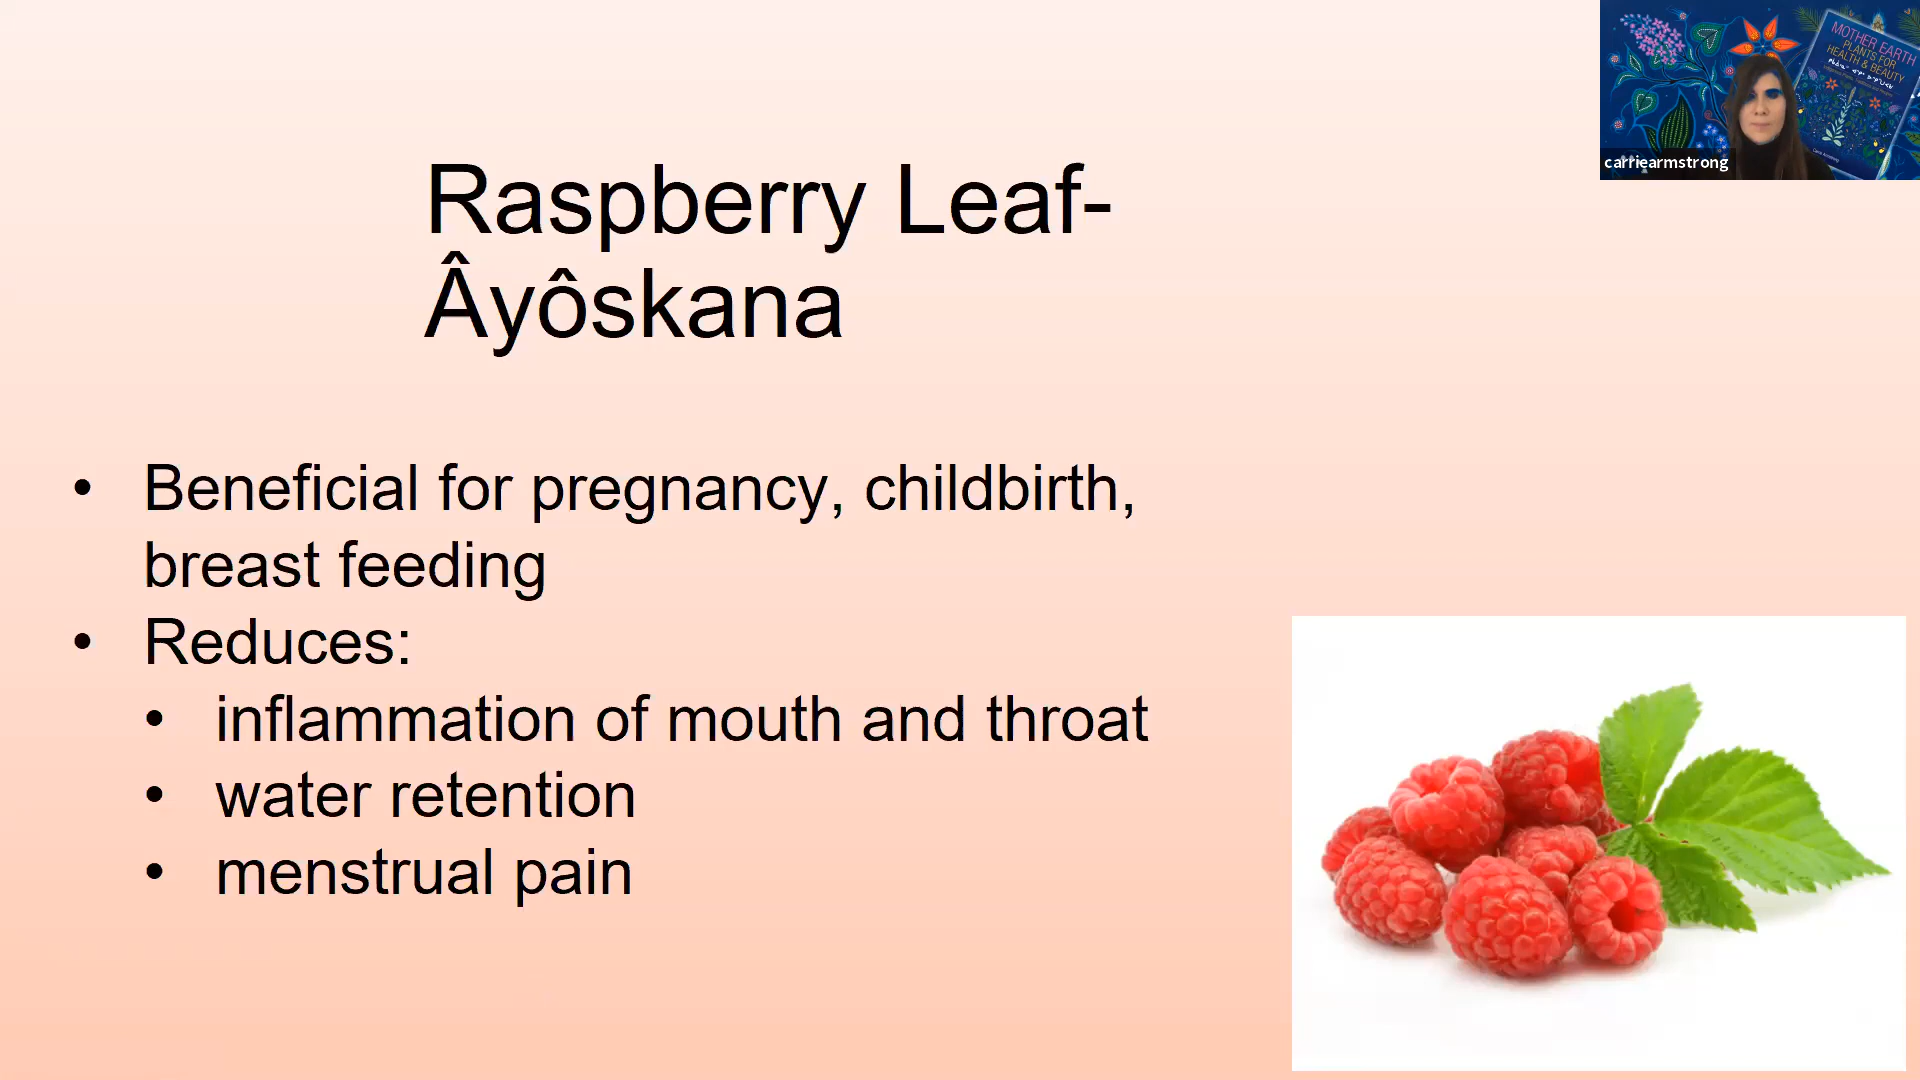 Raspberry Leaf-
Âyôskana
• Beneficial for pregnancy, childbirth,
breast feeding
• Reduces:
• inflammation of mouth and throat
• water retention
• menstrual pain
MOTHER EARTH
PLANTS FOR
HEALTH & BEAUTY
carriearmstrong